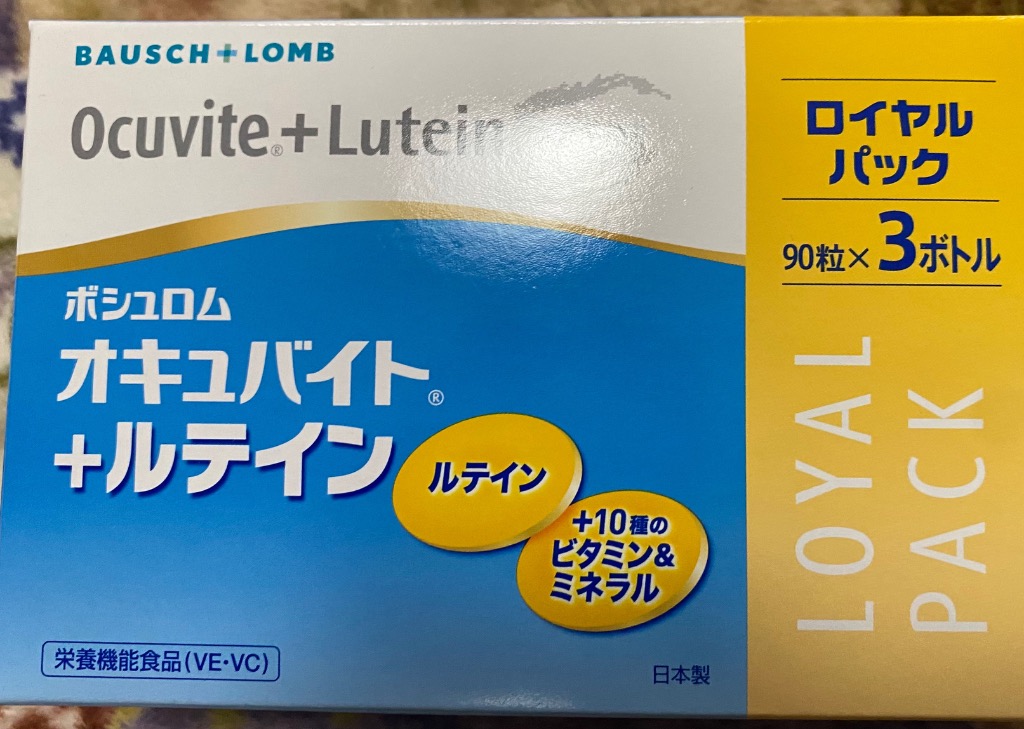 BAUSCH+LOMB
Ocuvite®+Lutein
ボシュロム
オキュバイト®
+ルテイン
ルテイン
+10種の
ビタミン&
ミネラル
栄養機能食品(VE・VC)
日本製
ロイヤル
パック
90粒×3ボトル
LOYAL
PACK